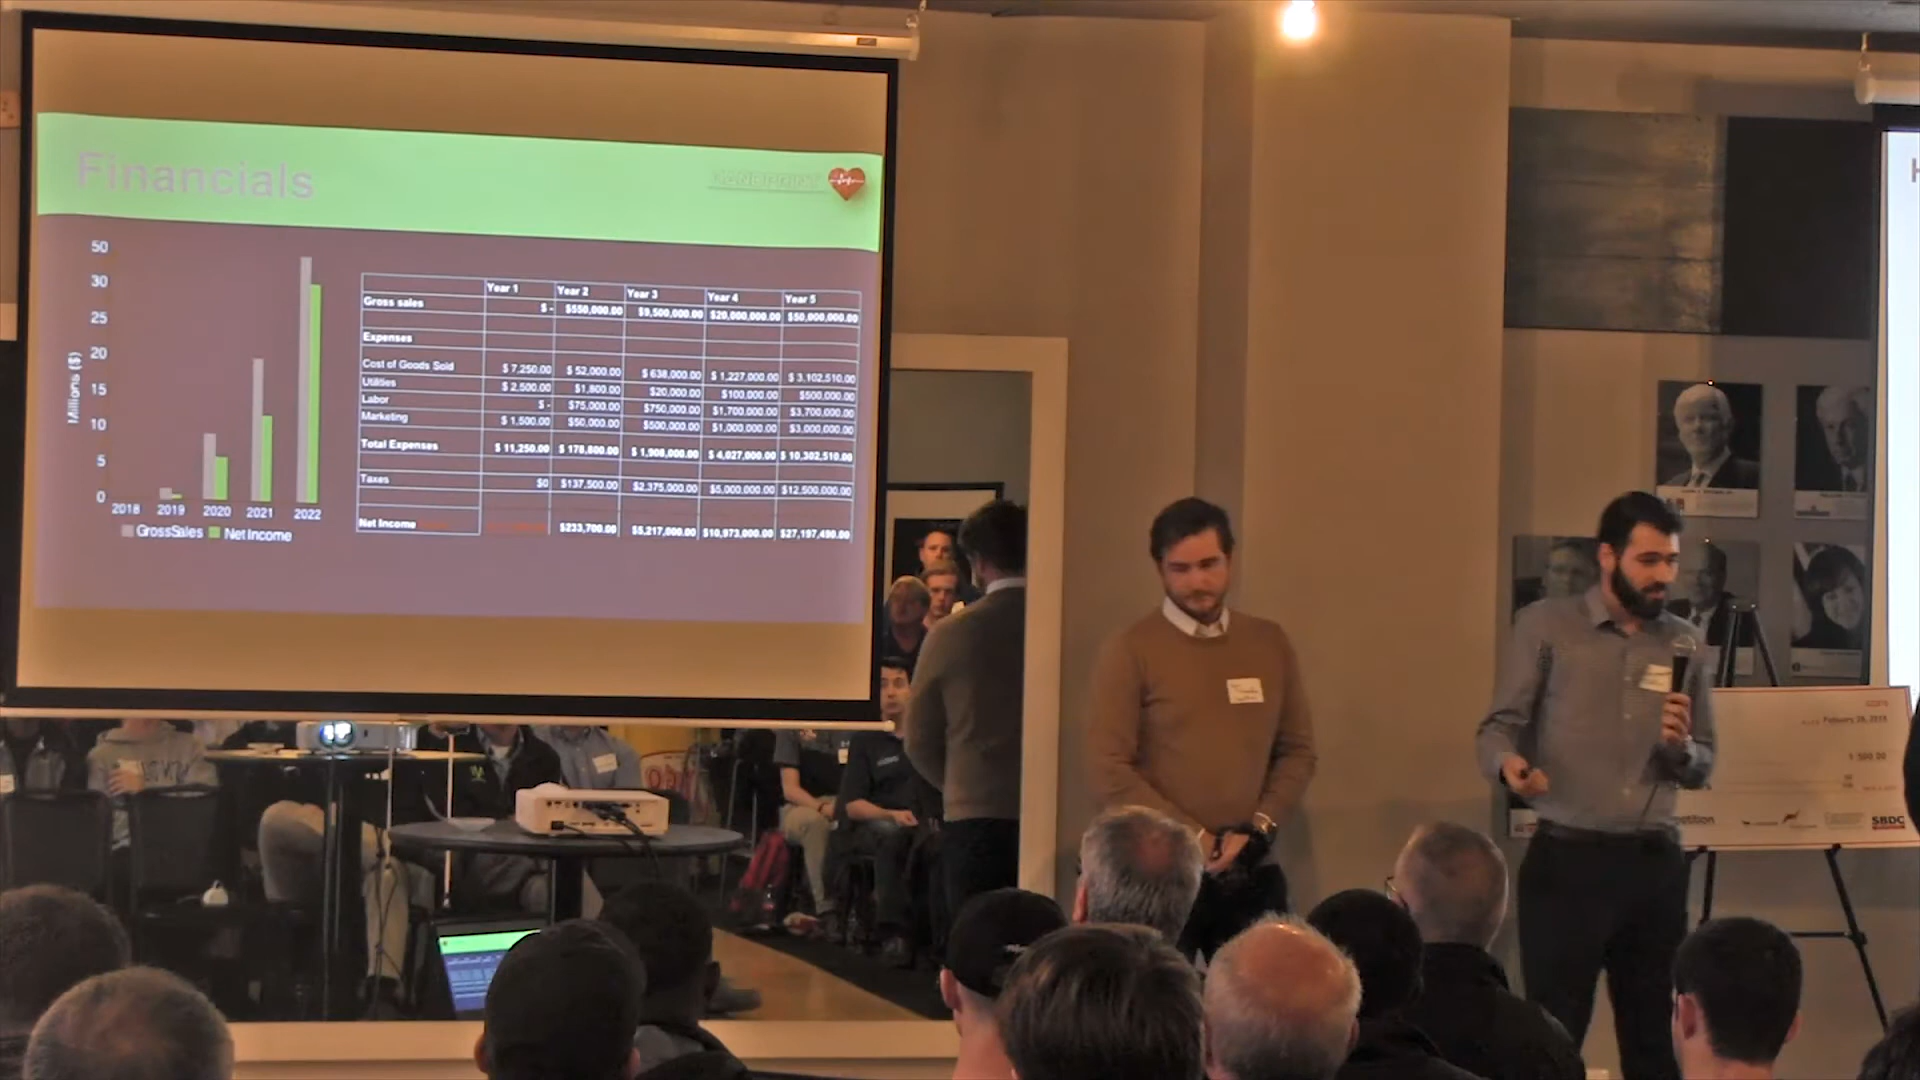 Financials
50
30
25
20
15
10
5
0
Millions ($)
2018 2019 2020 2021 2022
GrossSales Net Income
Year 1 Year 2 Year 3 Year 4 Year 5
Gross sales $ - $550,000.00 $9,500,000.00 $20,000,000.00 $50,000,000.00
Expenses
Cost of Goods Sold $ 7,250.00 $ 52,000.00 $ 638,000.00 $ 1,227,000.00 $ 3,102,510.00
Utilities $ 2,500.00 $1,800.00 $20,000.00 $100,000.00 $500,000.00
Labor $ - $75,000.00 $750,000.00 $1,700,000.00 $3,700,000.00
Marketing $ 1,500.00 $50,000.00 $500,000.00 $1,000,000.00 $3,000,000.00
Total Expenses $ 11,250.00 $ 178,800.00 $ 1,908,000.00 $ 4,027,000.00 $ 10,302,510.00
Taxes $0 $137,500.00 $2,375,000.00 $5,000,000.00 $12,500,000.00
Net Income $233,700.00 $5,217,000.00 $10,973,000.00 $27,197,490.00
H
1 500.00
SBDC